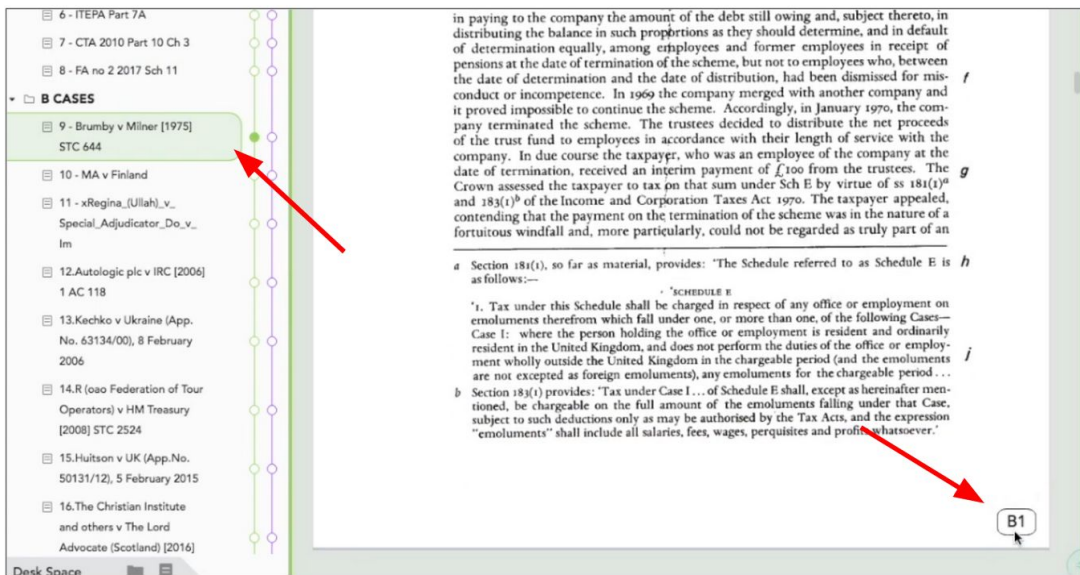 6 - ITEPA Part 7A
7 - CTA 2010 Part 10 Ch 3
8 - FA no 2 2017 Sch 11
B CASES
9 - Brumby v Milner [1975]
STC 644
10 - MA v Finland
11 - xRegina_(Ullah)_v_
Special_Adjudicator_Do_v_
Im
12.Autologic plc v IRC [2006]
1 AC 118
13.Kechko v Ukraine (App.
No. 63134/00), 8 February
2006
14.R (oao Federation of Tour
Operators) v HM Treasury
[2008] STC 2524
15.Huitson v UK (App.No.
50131/12), 5 February 2015
16.The Christian Institute
and others v The Lord
Advocate (Scotland) [2016]
Desk Space
in paying to the company the amount of the debt still owing and, subject thereto, in
distributing the balance in such proportions as they should determine, and in default
of determination equally, among employees and former employees in receipt of
pensions at the date of termination of the scheme, but not to employees who, between
the date of determination and the date of distribution, had been dismissed for mis-
conduct or incompetence. In 1969 the company merged with another company and
it proved impossible to continue the scheme. Accordingly, in January 1970, the com-
pany terminated the scheme. The trustees decided to distribute the net proceeds
of the trust fund to employees in accordance with their length of service with the
company. In due course the taxpayer, who was an employee of the company at the
date of termination, received an interim payment of £100 from the trustees. The
Crown assessed the taxpayer to tax on that sum under Sch E by virtue of ss 181(1)a
and 183(1)b of the Income and Corporation Taxes Act 1970. The taxpayer appealed,
contending that the payment on the termination of the scheme was in the nature of a
fortuitous windfall and, more particularly, could not be regarded as truly part of an
f
g
a Section 181(1), so far as material, provides: 'The Schedule referred to as Schedule E is
as follows:—
h
'SCHEDULE E
'1. Tax under this Schedule shall be charged in respect of any office or employment on
emoluments therefrom which fall under one, or more than one, of the following Cases—
Case I: where the person holding the office or employment is resident and ordinarily
resident in the United Kingdom, and does not perform the duties of the office or employ-
ment wholly outside the United Kingdom in the chargeable period (and the emoluments
are not excepted as foreign emoluments), any emoluments for the chargeable period ...
j
b Section 183(1) provides: 'Tax under Case I ... of Schedule E shall, except as hereinafter men-
tioned, be chargeable on the full amount of the emoluments falling under that Case,
subject to such deductions only as may be authorised by the Tax Acts, and the expression
"emoluments" shall include all salaries, fees, wages, perquisites and profits whatsoever.'
B1